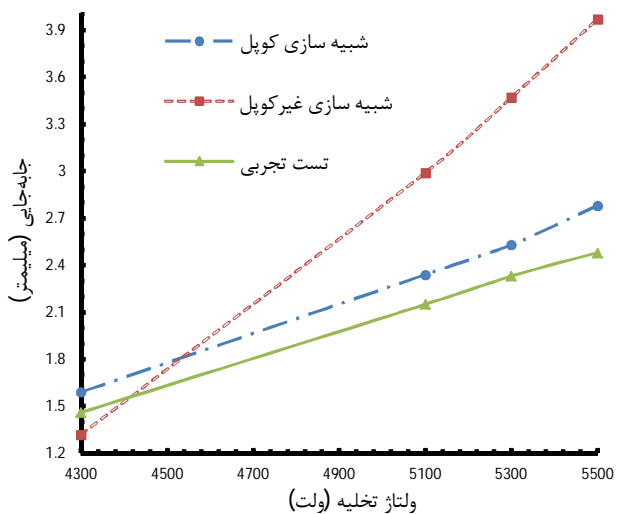 3.9
3.6
3.3
3
2.7
2.4
2.1
1.8
1.5
1.2
4300 4500 4700 4900 5100 5300 5500
شبیه سازی کوپل
شبیه سازی غیرکوپل
تست تجربی
جابه‌جایی (میلیمتر)
ولتاژ تخلیه (ولت)